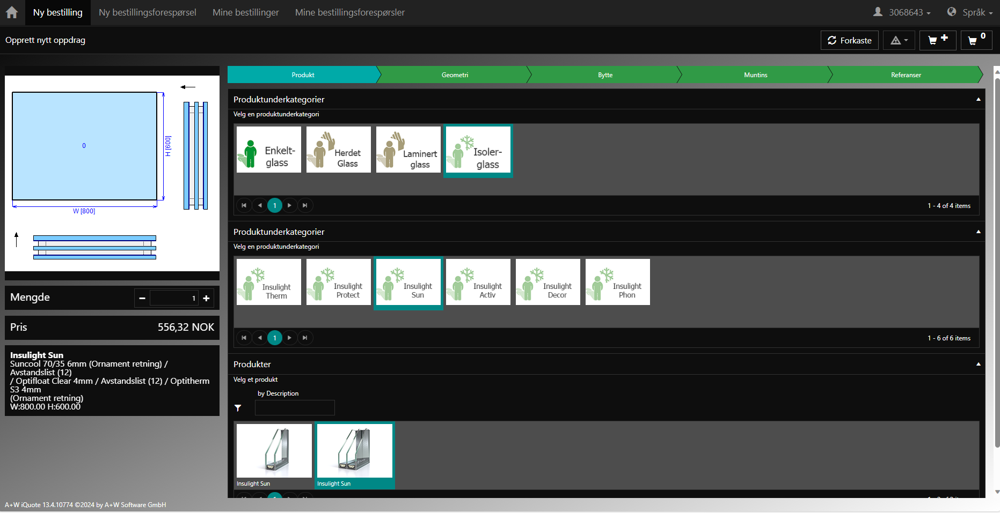 Ny bestilling
Ny bestillingsforespørsel
Mine bestillinger
Mine bestillingsforespørsler
3068643
Språk
Opprett nytt oppdrag
Forkaste
0
0
H [600]
W [800]
Mengde
1
Pris
556,32 NOK
Insulight Sun
Suncool 70/35 6mm (Ornament retning) /
Avstandslist (12)
/ Optifloat Clear 4mm / Avstandslist (12) / Optitherm
S3 4mm
(Ornament retning)
W:800.00 H:600.00
Produkt
Geometri
Bytte
Muntins
Referanser
Produktunderkategorier
Velg en produktunderkategori
Enkelt-
glass
Herdet
Glass
Laminert
glass
Isoler-
glass
1
1 - 4 of 4 items
Produktunderkategorier
Velg en produktunderkategori
Insulight
Therm
Insulight
Protect
Insulight
Sun
Insulight
Activ
Insulight
Decor
Insulight
Phon
1
1 - 6 of 6 items
Produkter
Velg et produkt
by Description
Insulight Sun
Insulight Sun
A+W iQuote 13.4.10774 ©2024 by A+W Software GmbH